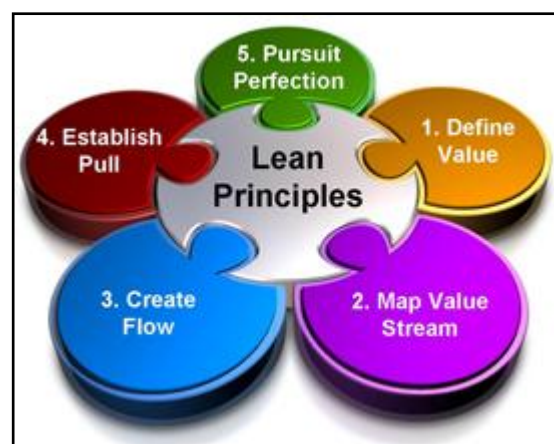 Lean
Principles
1. Define
Value
2. Map Value
Stream
3. Create
Flow
4. Establish
Pull
5. Pursuit
Perfection